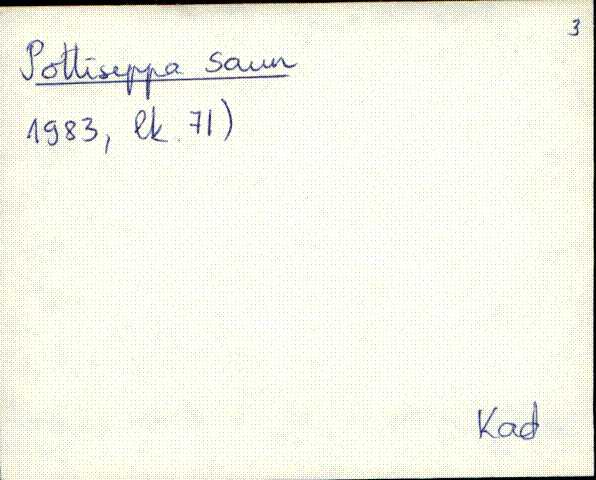 3
Pottiseppa saun
1983, lk. 71)
Kad